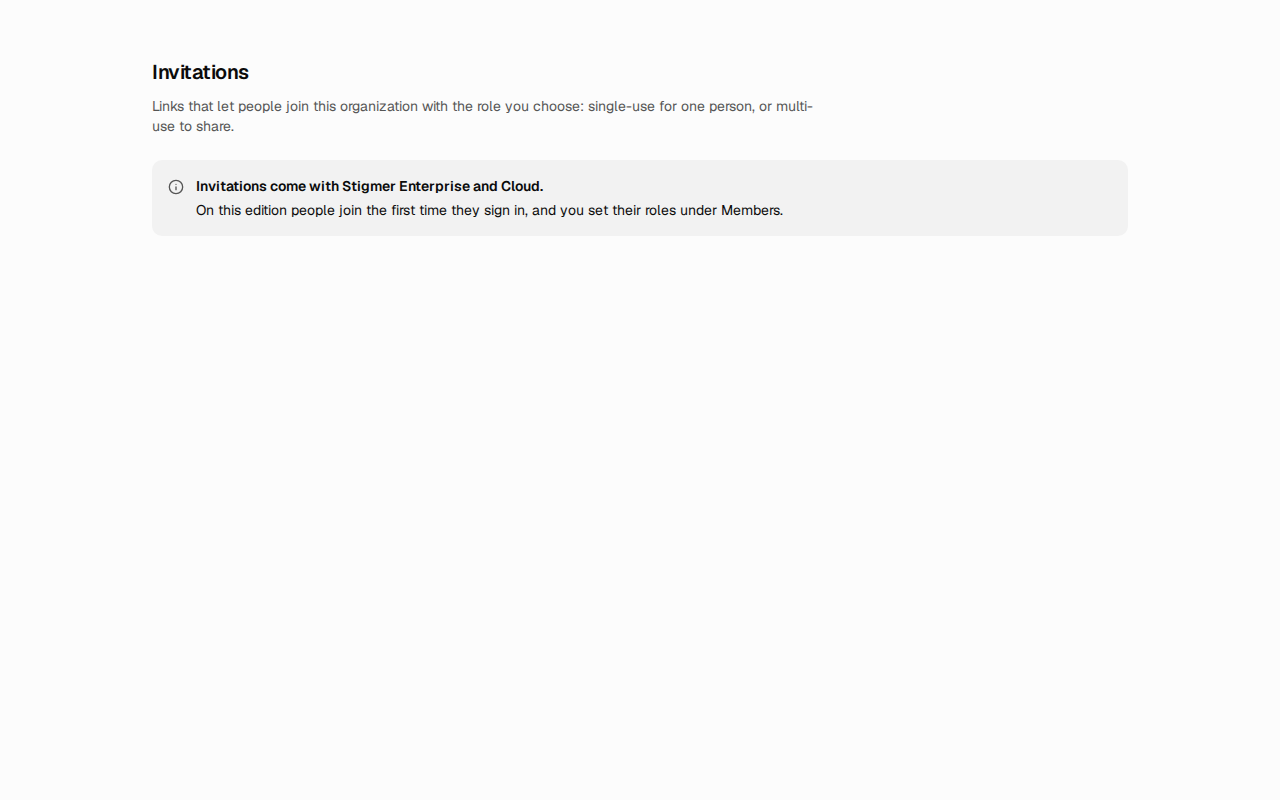 Invitations
Links that let people join this organization with the role you choose: single-use for one person, or multi-
use to share.
Invitations come with Stigmer Enterprise and Cloud.
On this edition people join the first time they sign in, and you set their roles under Members.